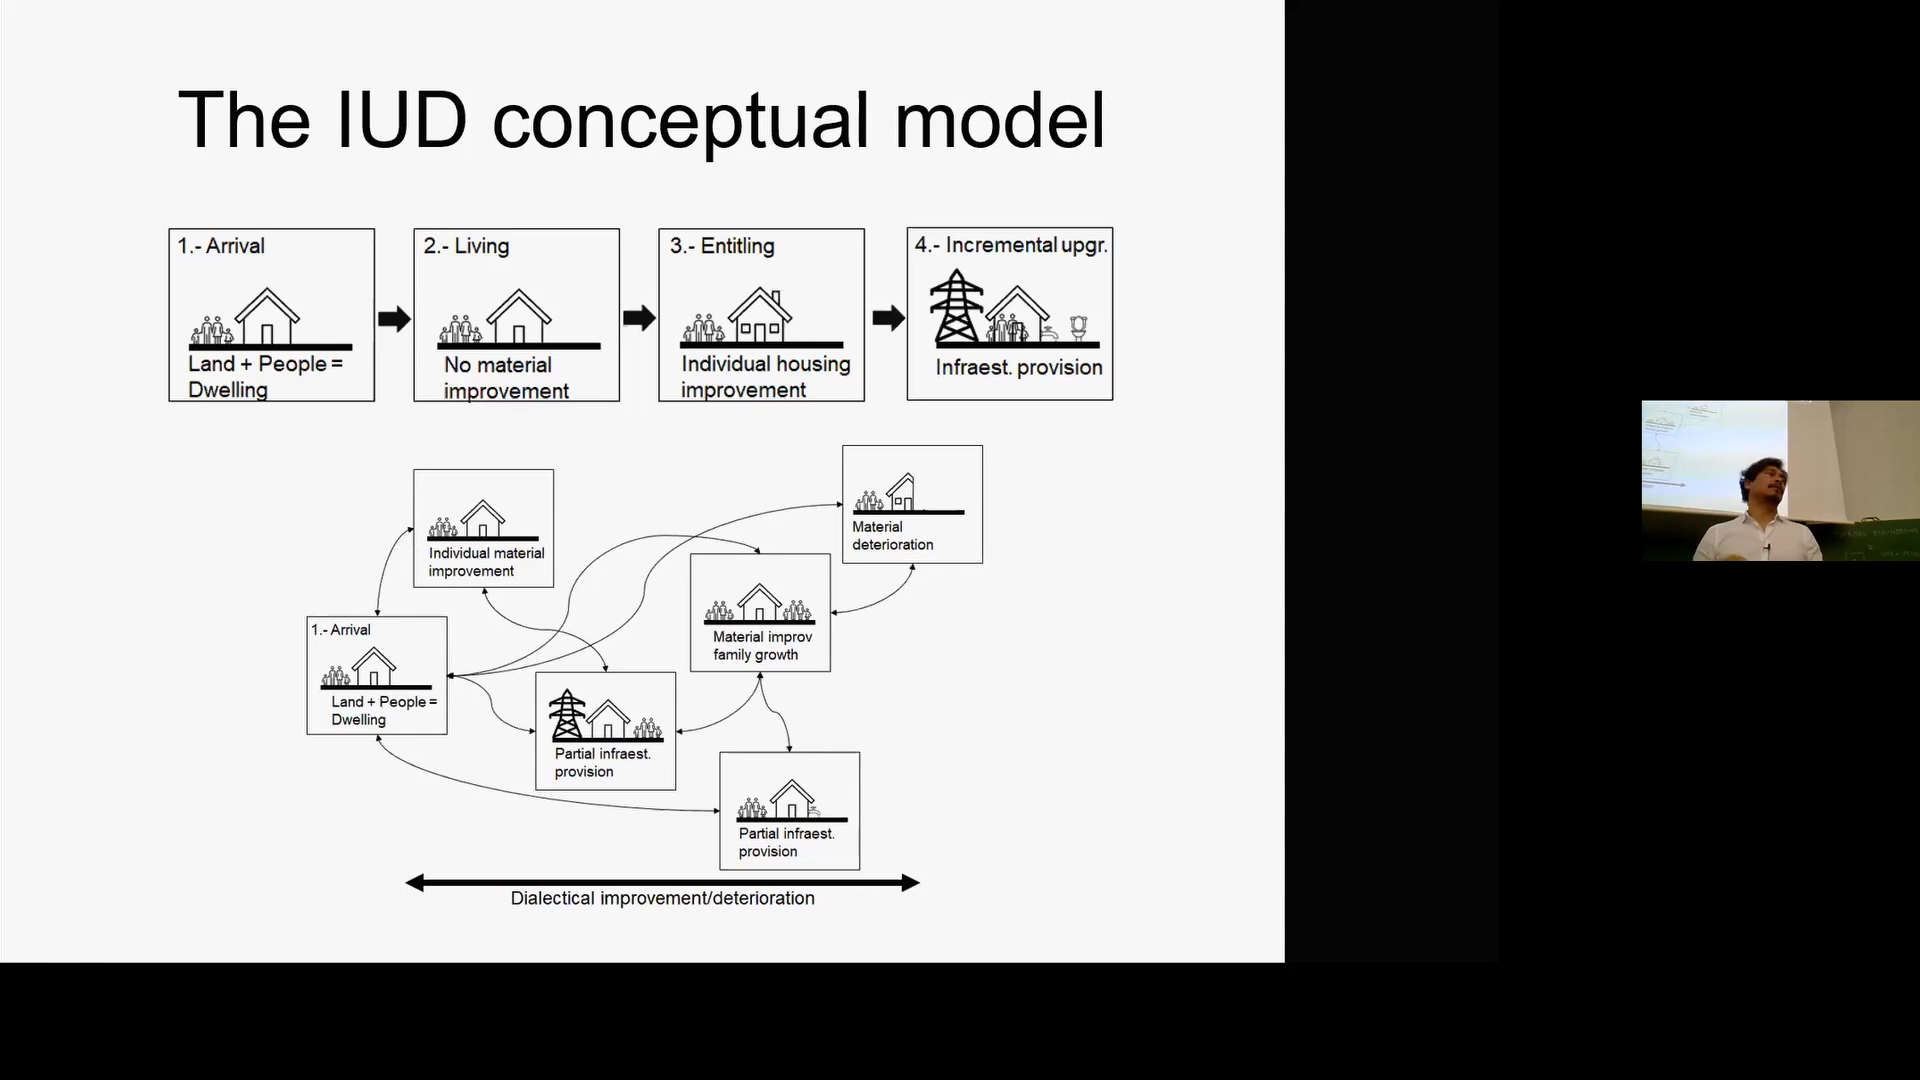 The IUD conceptual model
1.- Arrival
Land + People =
Dwelling
2.- Living
No material
improvement
3.- Entitling
Individual housing
improvement
4.- Incremental upgr.
Infraest. provision
Individual material
improvement
Material
deterioration
Material improv
family growth
1.- Arrival
Land + People =
Dwelling
Partial infraest.
provision
Partial infraest.
provision
Dialectical improvement/deterioration